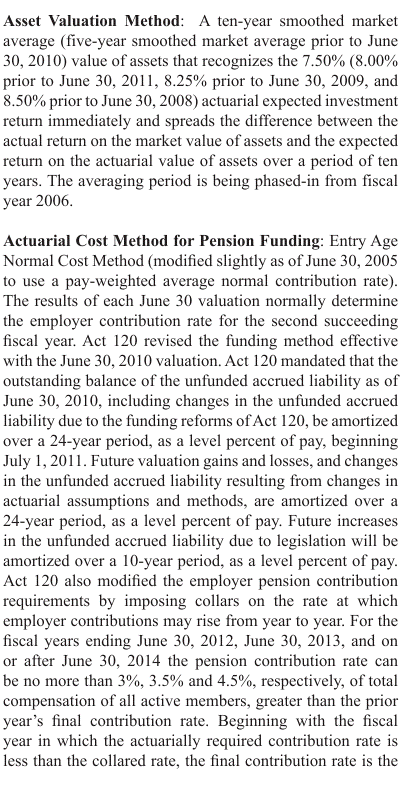 Asset Valuation Method:  A ten-year smoothed market
average (five-year smoothed market average prior to June
30, 2010) value of assets that recognizes the 7.50% (8.00%
prior to June 30, 2011, 8.25% prior to June 30, 2009, and
8.50% prior to June 30, 2008) actuarial expected investment
return immediately and spreads the difference between the
actual return on the market value of assets and the expected
return on the actuarial value of assets over a period of ten
years. The averaging period is being phased-in from fiscal
year 2006.

Actuarial Cost Method for Pension Funding: Entry Age
Normal Cost Method (modified slightly as of June 30, 2005
to use a pay-weighted average normal contribution rate).
The results of each June 30 valuation normally determine
the employer contribution rate for the second succeeding
fiscal year. Act 120 revised the funding method effective
with the June 30, 2010 valuation. Act 120 mandated that the
outstanding balance of the unfunded accrued liability as of
June 30, 2010, including changes in the unfunded accrued
liability due to the funding reforms of Act 120, be amortized
over a 24-year period, as a level percent of pay, beginning
July 1, 2011. Future valuation gains and losses, and changes
in the unfunded accrued liability resulting from changes in
actuarial assumptions and methods, are amortized over a
24-year period, as a level percent of pay. Future increases
in the unfunded accrued liability due to legislation will be
amortized over a 10-year period, as a level percent of pay.
Act 120 also modified the employer pension contribution
requirements by imposing collars on the rate at which
employer contributions may rise from year to year. For the
fiscal years ending June 30, 2012, June 30, 2013, and on
or after June 30, 2014 the pension contribution rate can
be no more than 3%, 3.5% and 4.5%, respectively, of total
compensation of all active members, greater than the prior
year's final contribution rate. Beginning with the fiscal
year in which the actuarially required contribution rate is
less than the collared rate, the final contribution rate is the